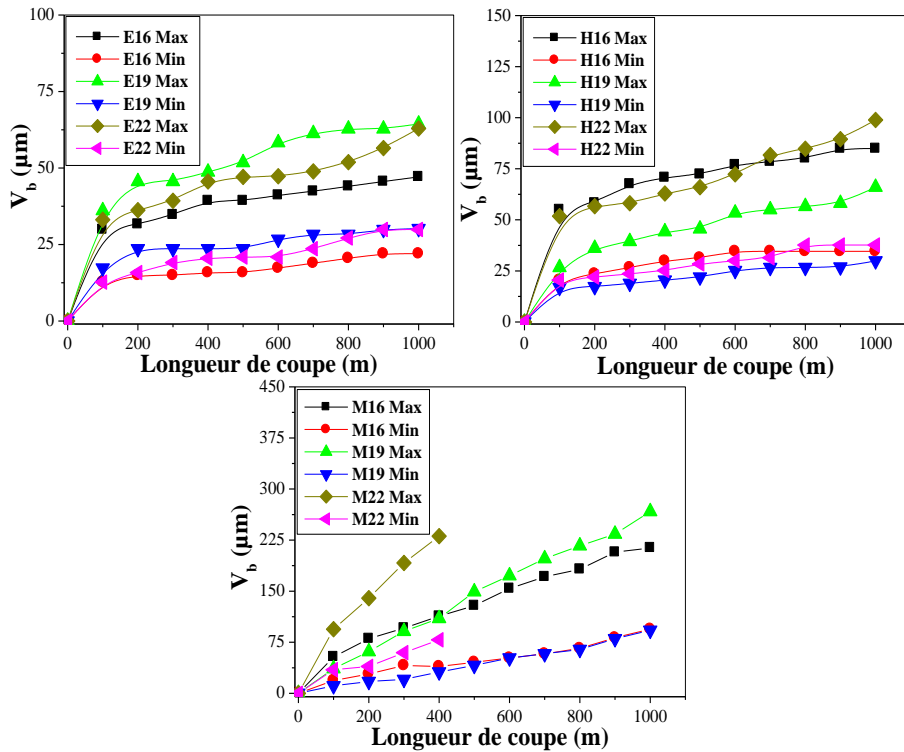 100
75
50
25
0
V_b (µm)
E16 Max
E16 Min
E19 Max
E19 Min
E22 Max
E22 Min
0 200 400 600 800 1000
Longueur de coupe (m)
150
125
100
75
50
25
0
V_b (µm)
H16 Max
H16 Min
H19 Max
H19 Min
H22 Max
H22 Min
0 200 400 600 800 1000
Longueur de coupe (m)
450
375
300
225
150
75
0
V_b (µm)
M16 Max
M16 Min
M19 Max
M19 Min
M22 Max
M22 Min
0 200 400 600 800 1000
Longueur de coupe (m)